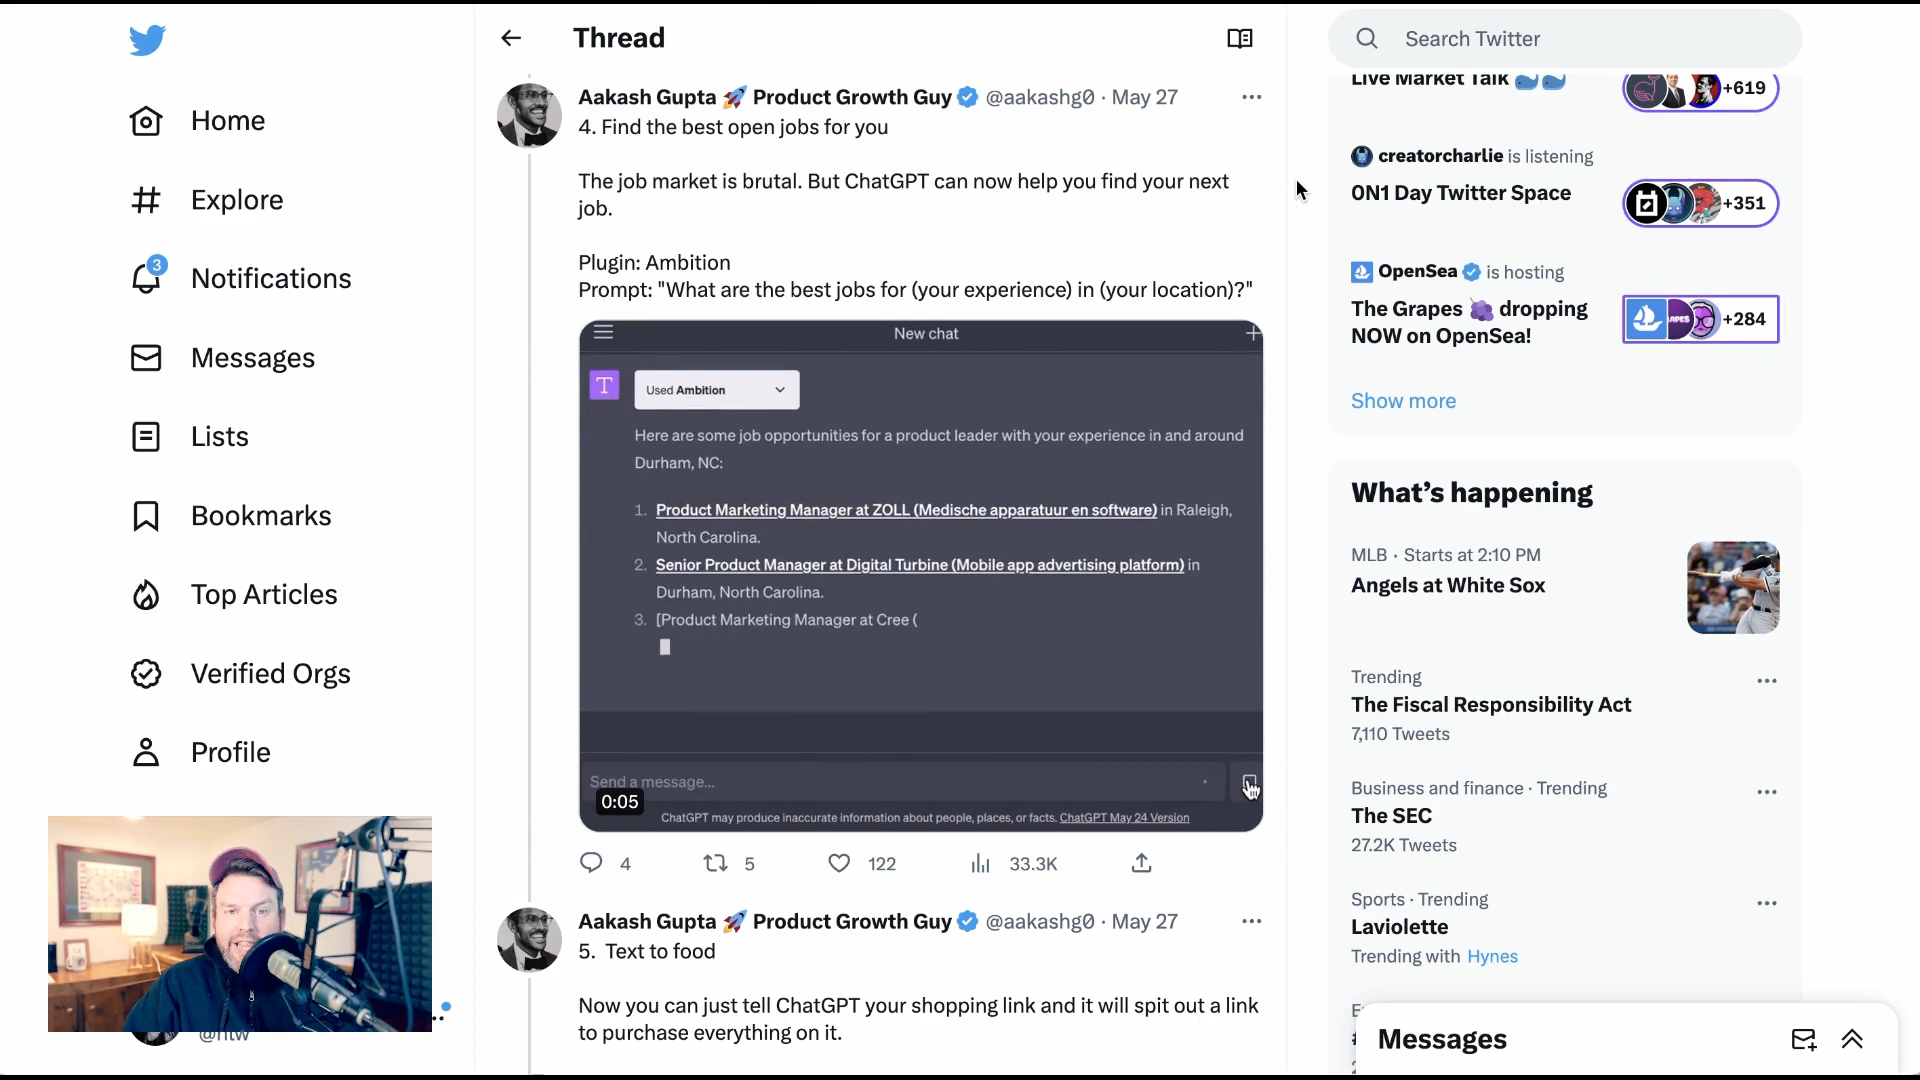 Home
Explore
3
Notifications
Messages
Lists
Bookmarks
Top Articles
Verified Orgs
Profile
Thread
Aakash Gupta 🚀 Product Growth Guy @aakashg0 · May 27
4. Find the best open jobs for you
The job market is brutal. But ChatGPT can now help you find your next
job.
Plugin: Ambition
Prompt: "What are the best jobs for (your experience) in (your location)?"
New chat
T
Used Ambition
Here are some job opportunities for a product leader with your experience in and around
Durham, NC:
1. Product Marketing Manager at ZOLL (Medische apparatuur en software) in Raleigh,
North Carolina.
2. Senior Product Manager at Digital Turbine (Mobile app advertising platform) in
Durham, North Carolina.
3. [Product Marketing Manager at Cree (
Send a message...
0:05
ChatGPT may produce inaccurate information about people, places, or facts. ChatGPT May 24 Version
4 5 122 33.3K
Aakash Gupta 🚀 Product Growth Guy @aakashg0 · May 27
5. Text to food
Now you can just tell ChatGPT your shopping link and it will spit out a link
to purchase everything on it.
Search Twitter
Live Market Talk 🐳🐳
+619
creatorcharlie is listening
0N1 Day Twitter Space
+351
OpenSea is hosting
The Grapes 🍇 dropping
NOW on OpenSea!
+284
Show more
What's happening
MLB · Starts at 2:10 PM
Angels at White Sox
Trending
The Fiscal Responsibility Act
7,110 Tweets
Business and finance · Trending
The SEC
27.2K Tweets
Sports · Trending
Laviolette
Trending with Hynes
Messages